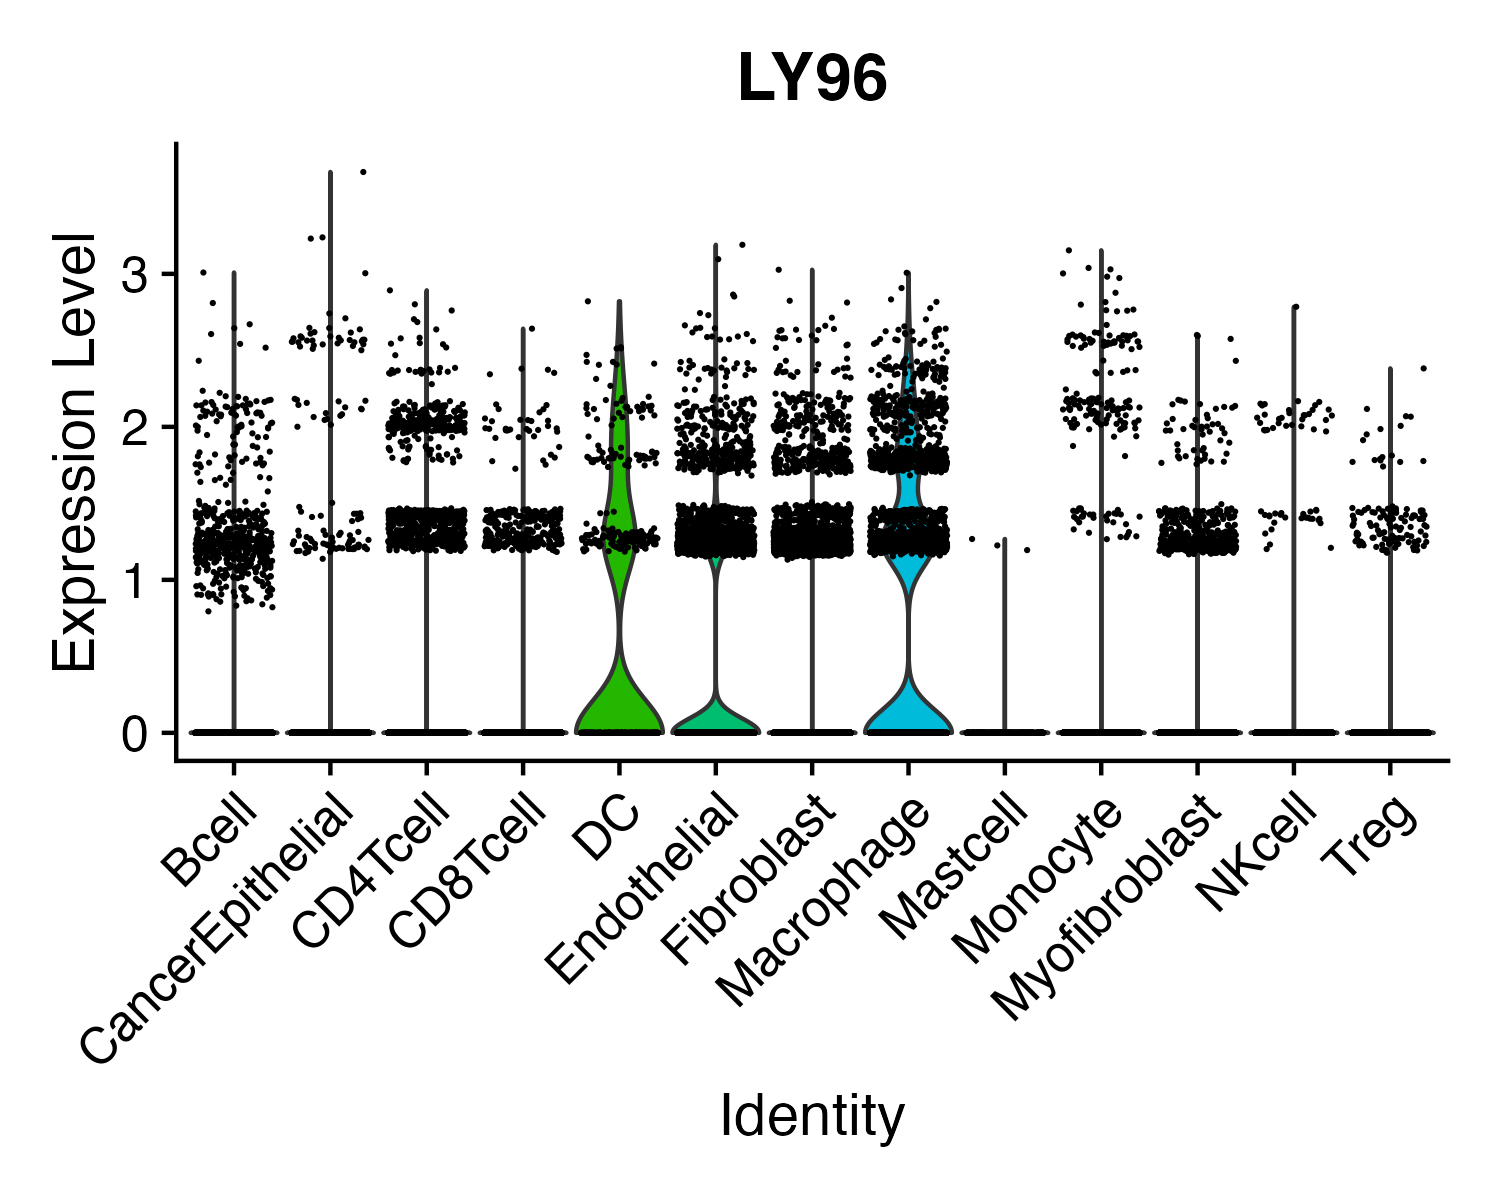 LY96
Expression Level
3
2
1
0
Bcell
CancerEpithelial
CD4Tcell
CD8Tcell
DC
Endothelial
Fibroblast
Macrophage
Mastcell
Monocyte
Myofibroblast
NKcell
Treg
Identity